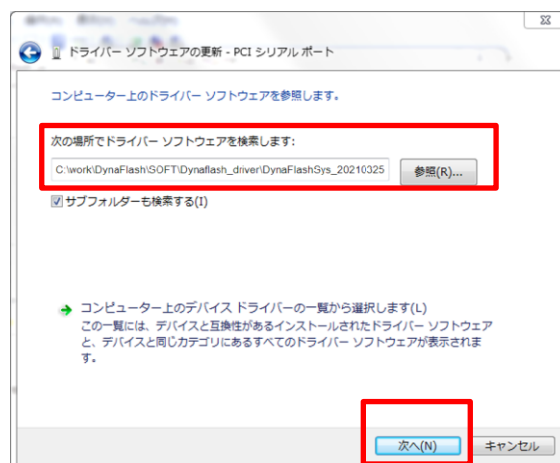 ドライバー ソフトウェアの更新 - PCI シリアル ポート
コンピューター上のドライバー ソフトウェアを参照します。
次の場所でドライバー ソフトウェアを検索します:
C:\work\DynaFlash\SOFT\Dynaflash_driver\DynaFlashSys_20210325
参照(R)...
サブフォルダーも検索する(I)
コンピューター上のデバイス ドライバーの一覧から選択します(L)
この一覧には、デバイスと互換性があるインストールされたドライバー ソフトウェア
と、デバイスと同じカテゴリにあるすべてのドライバー ソフトウェアが表示されま
す。
次へ(N)
キャンセル